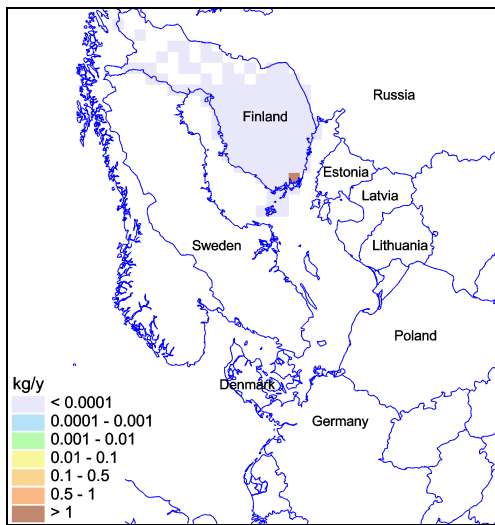 Russia
Finland
Estonia
Latvia
Sweden
Lithuania
Poland
kg/y
Denmark
< 0.0001
0.0001 - 0.001
Germany
0.001 - 0.01
0.01 - 0.1
0.1 - 0.5
0.5 - 1
> 1